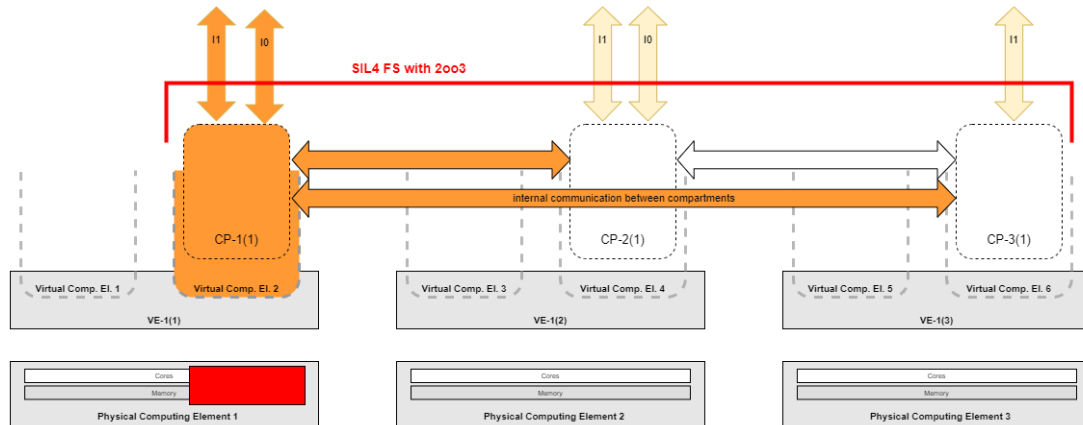 I1
I0
I1
I0
I1
SIL4 FS with 2oo3
internal communication between compartments
CP-1(1)
CP-2(1)
CP-3(1)
Virtual Comp. El. 1
Virtual Comp. El. 2
Virtual Comp. El. 3
Virtual Comp. El. 4
Virtual Comp. El. 5
Virtual Comp. El. 6
VE-1(1)
VE-1(2)
VE-1(3)
Cores
Memory
Physical Computing Element 1
Cores
Memory
Physical Computing Element 2
Cores
Memory
Physical Computing Element 3